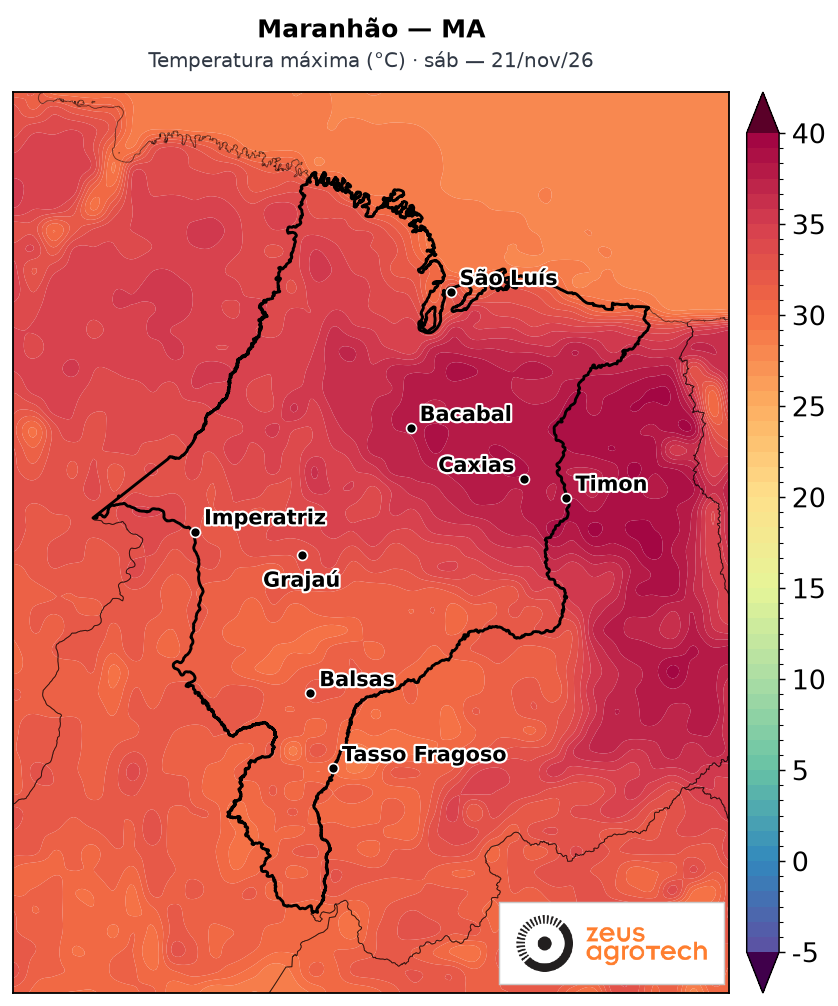 Maranhão — MA
Temperatura máxima (°C) · sáb — 21/nov/26
São Luís
Bacabal
Caxias
Timon
Imperatriz
Grajaú
Balsas
Tasso Fragoso
40
35
30
25
20
15
10
5
0
-5
zeus
agrotech